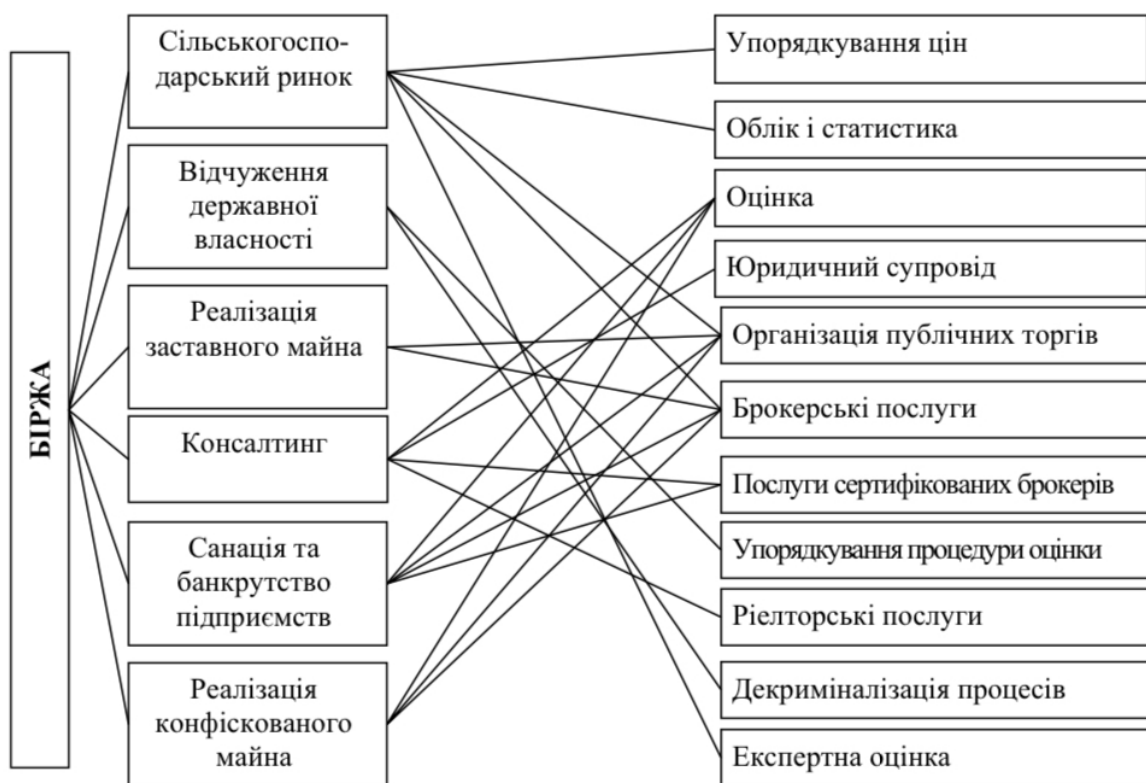 БІРЖА
Сільськогоспо-
дарський ринок
Відчуження
державної
власності
Реалізація
заставного майна
Консалтинг
Санація та
банкрутство
підприємств
Реалізація
конфіскованого
майна
Упорядкування цін
Облік і статистика
Оцінка
Юридичний супровід
Організація публічних торгів
Брокерські послуги
Послуги сертифікованих брокерів
Упорядкування процедури оцінки
Ріелторські послуги
Декриміналізація процесів
Експертна оцінка